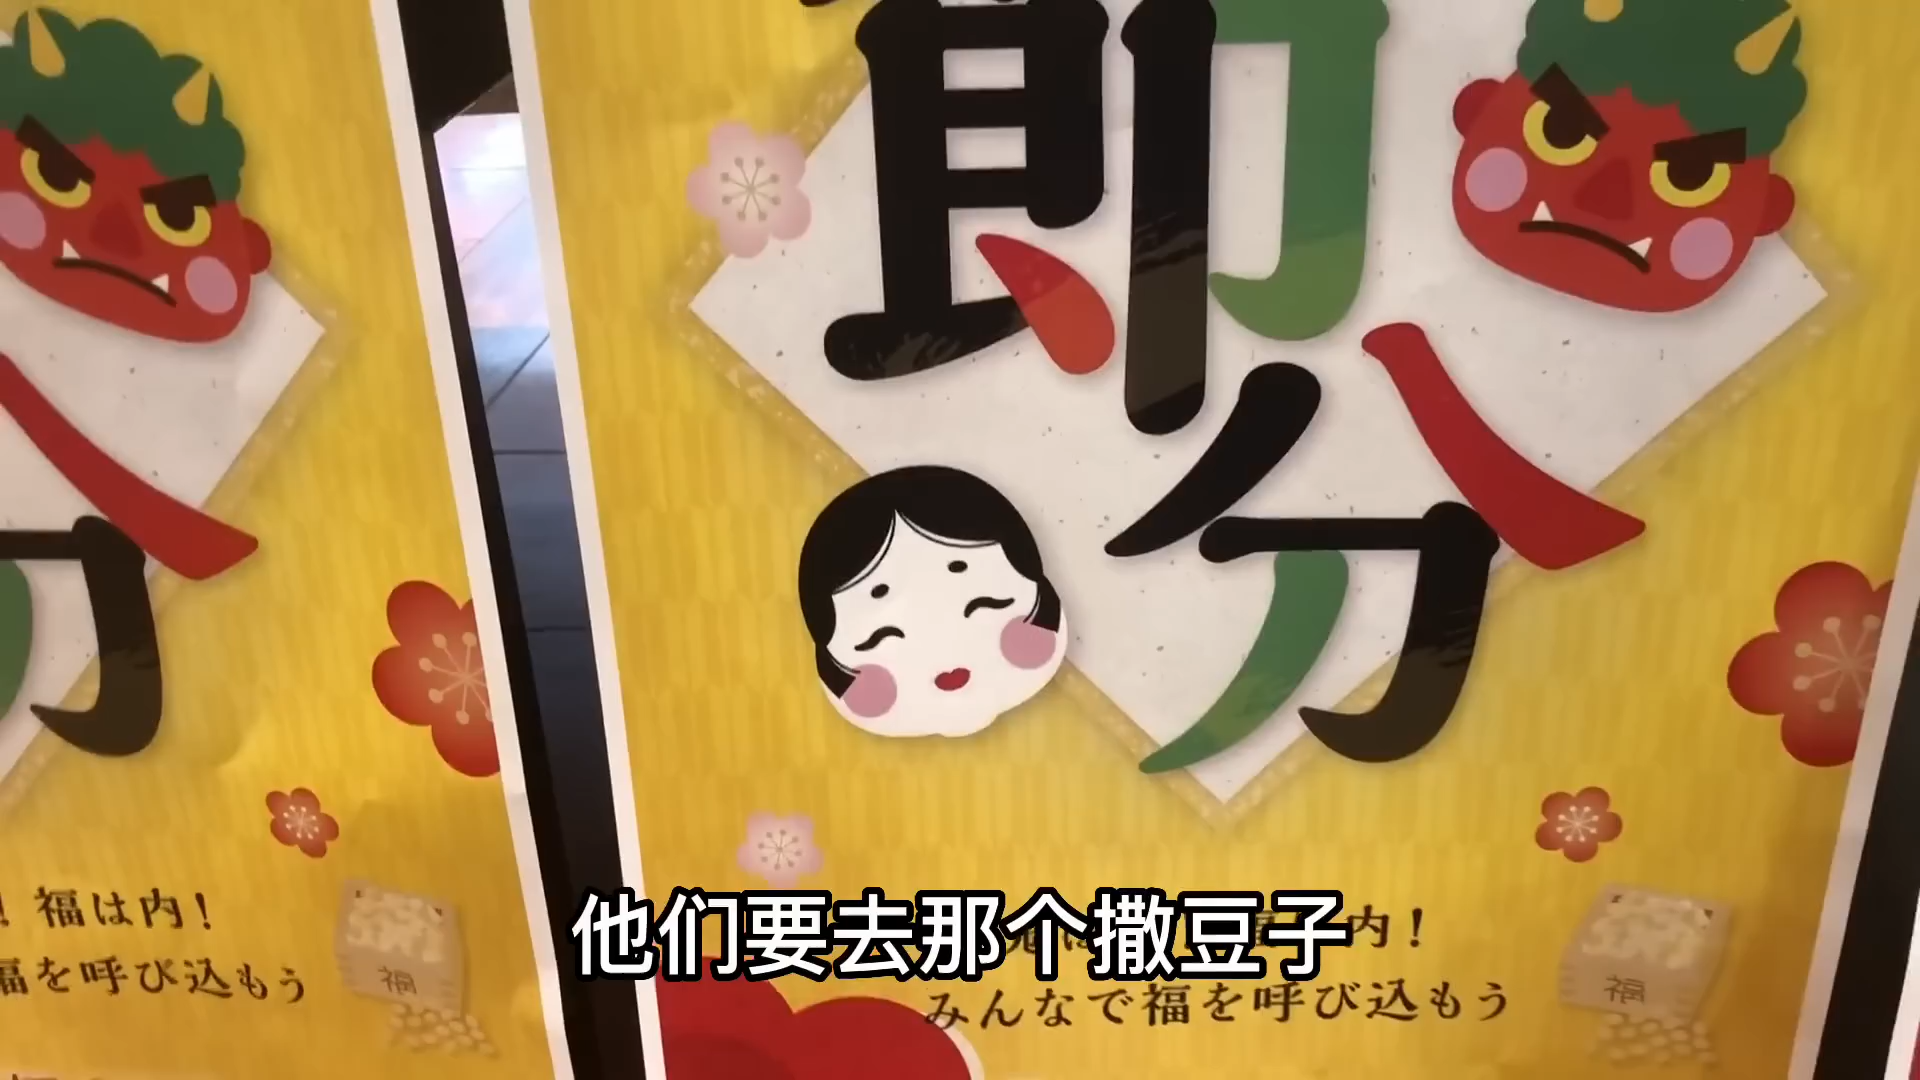 節分
分
！福は内！
福を呼び込もう
福
他们要去那个撒豆子
内！
みんなで福を呼び込もう
福